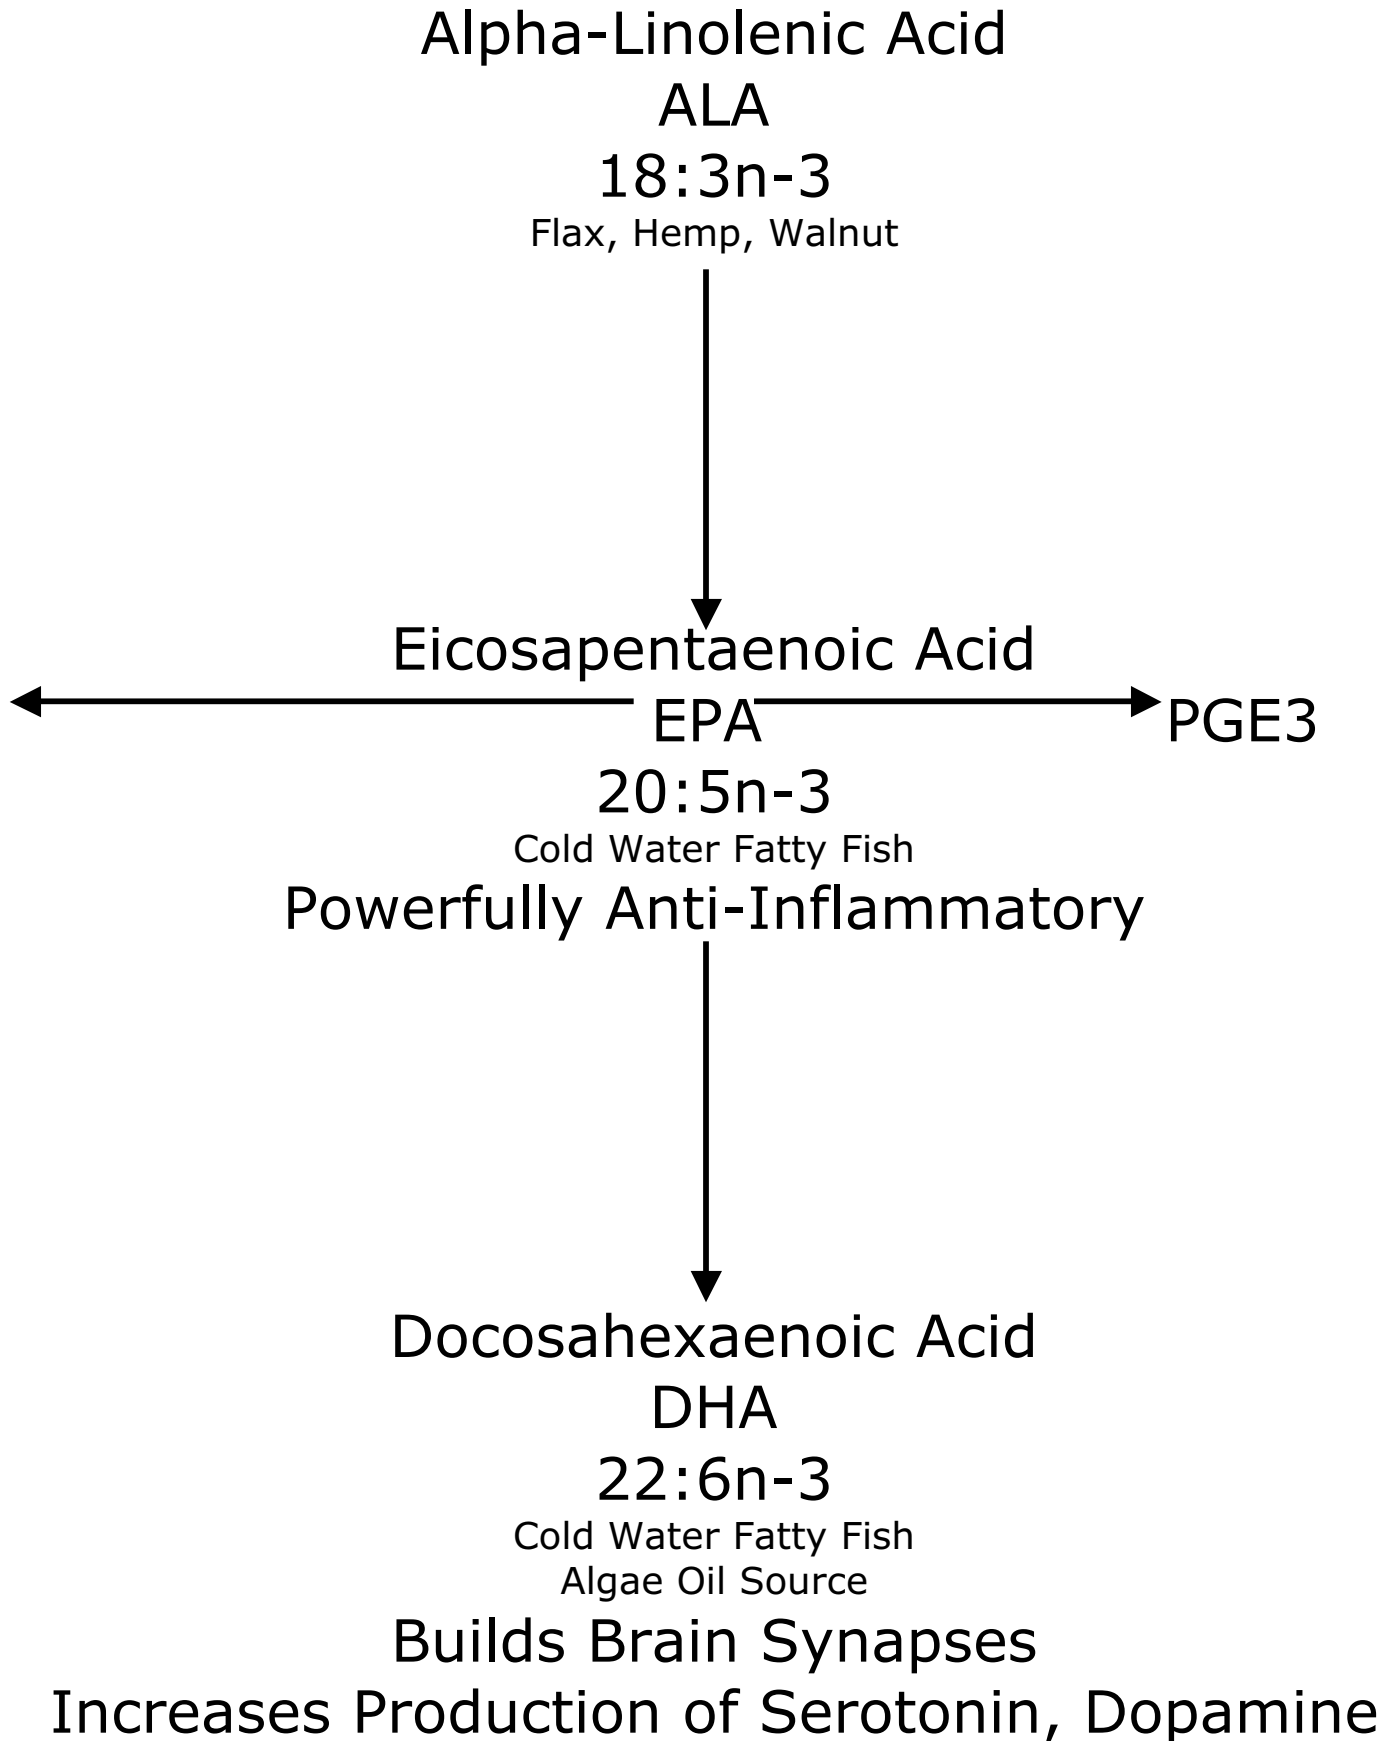 Alpha-Linolenic Acid
ALA
18:3n-3
Flax, Hemp, Walnut
Eicosapentaenoic Acid
EPA
PGE3
20:5n-3
Cold Water Fatty Fish
Powerfully Anti-Inflammatory
Docosahexaenoic Acid
DHA
22:6n-3
Cold Water Fatty Fish
Algae Oil Source
Builds Brain Synapses
Increases Production of Serotonin, Dopamine